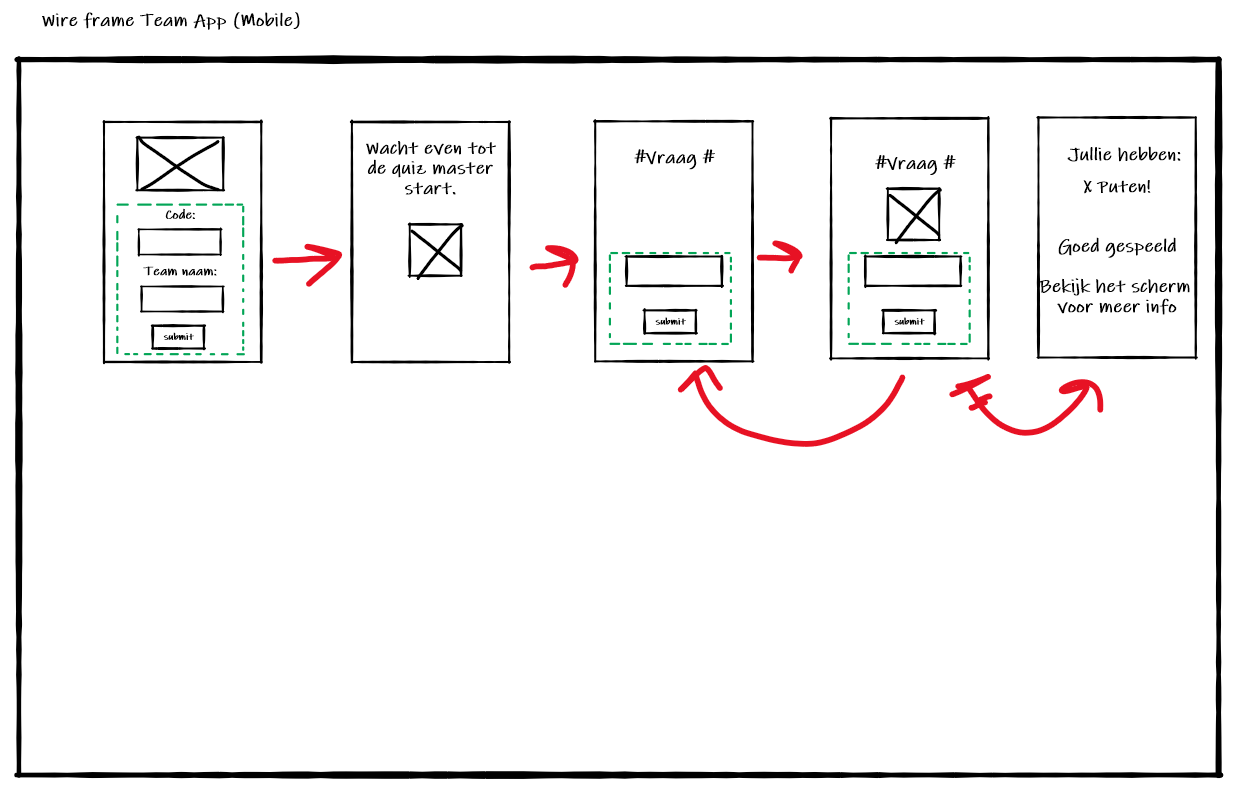 Wire frame Team App (Mobile)
Code:
Team naam:
submit
Wacht even tot
de quiz master
start.
#Vraag #
submit
#Vraag #
submit
Jullie hebben:
X Puten!
Goed gespeeld
Bekijk het scherm
voor meer info